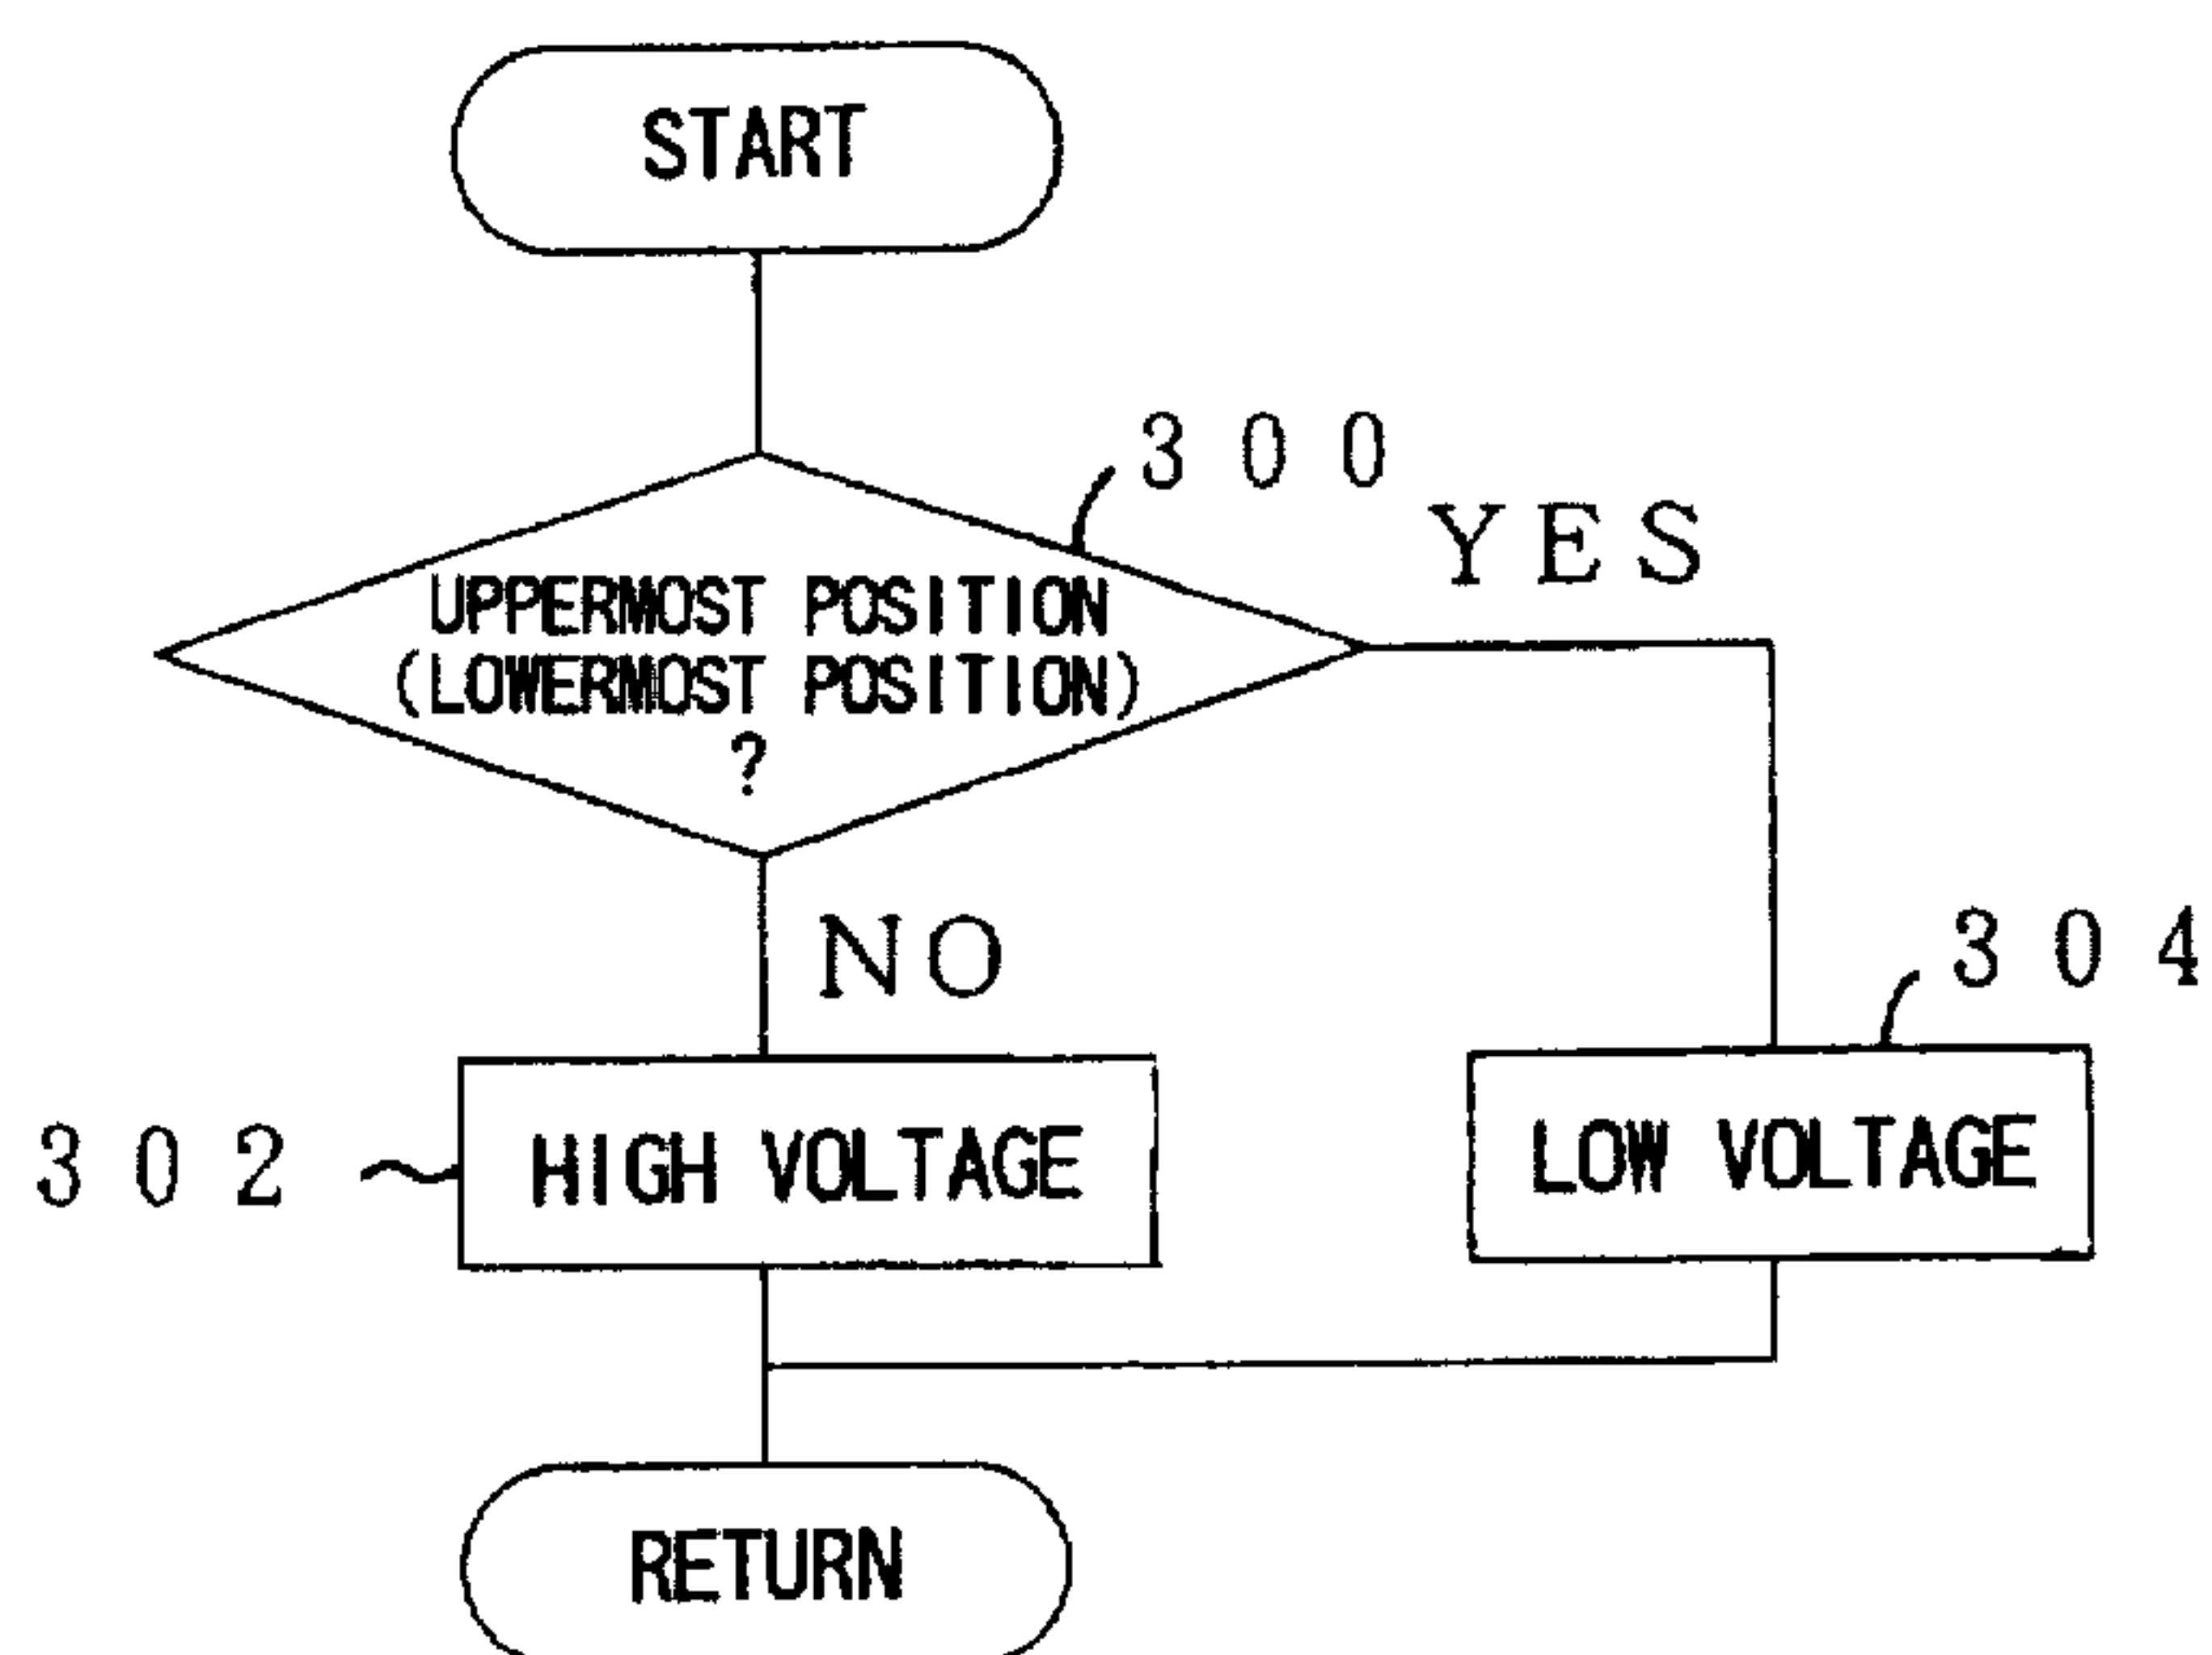 START
300
YES
UPPERMOST POSITION
(LOWERMOST POSITION)
?
NO
304
302
HIGH VOLTAGE
LOW VOLTAGE
RETURN